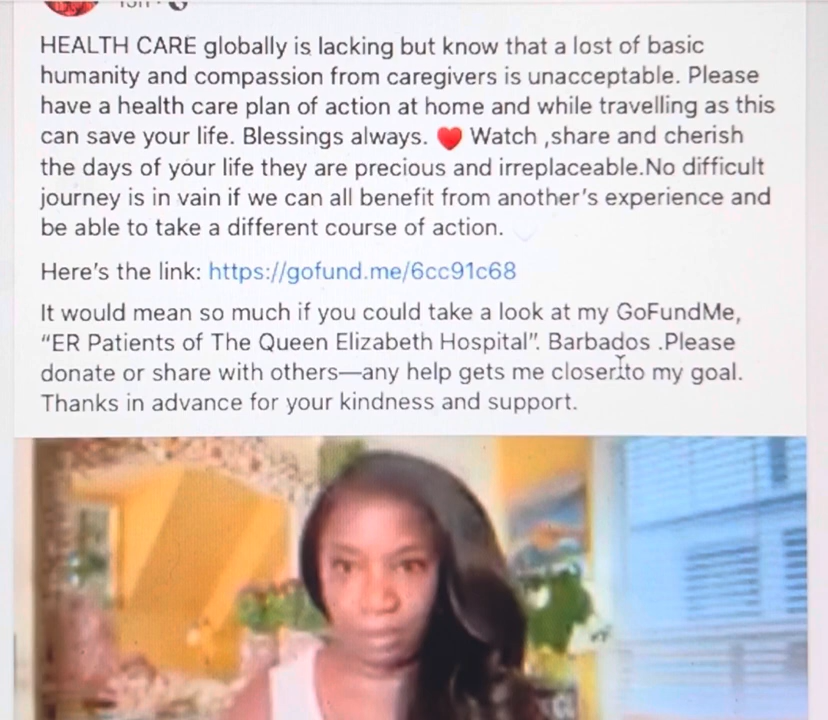 HEALTH CARE globally is lacking but know that a lost of basic
humanity and compassion from caregivers is unacceptable. Please
have a health care plan of action at home and while travelling as this
can save your life. Blessings always. ❤️ Watch ,share and cherish
the days of your life they are precious and irreplaceable.No difficult
journey is in vain if we can all benefit from another's experience and
be able to take a different course of action.
Here's the link: https://gofund.me/6cc91c68
It would mean so much if you could take a look at my GoFundMe,
“ER Patients of The Queen Elizabeth Hospital”. Barbados .Please
donate or share with others—any help gets me closer to my goal.
Thanks in advance for your kindness and support.